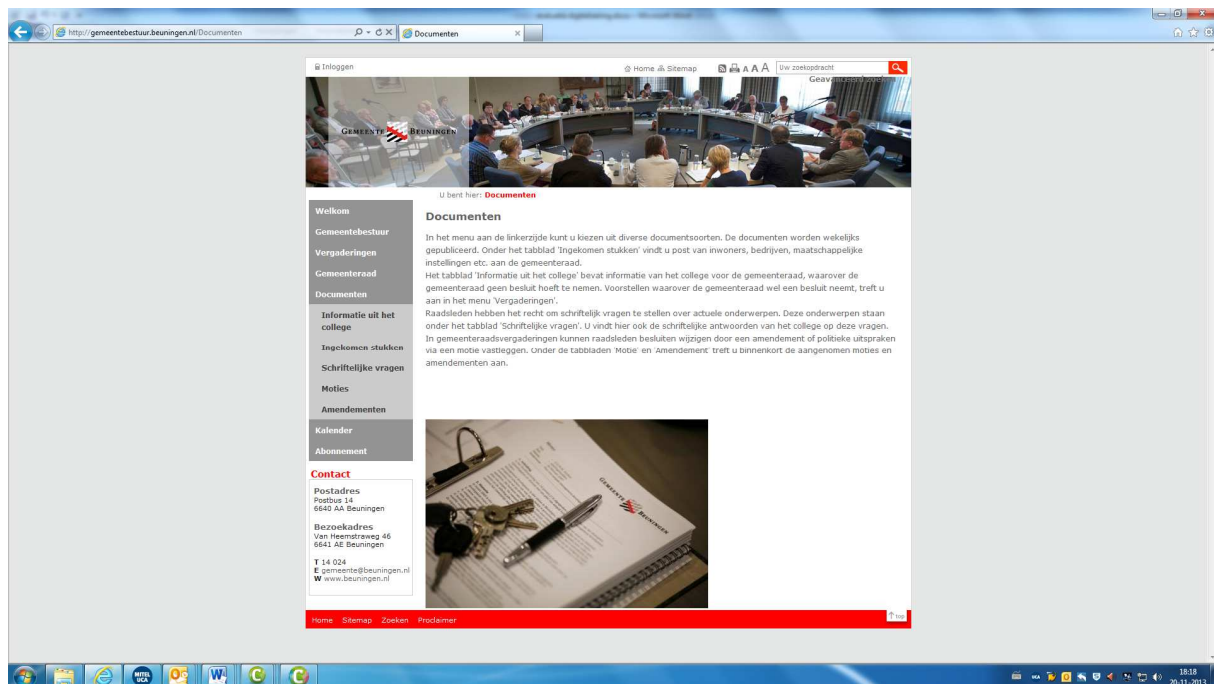 http://gemeentebestuur.beuningen.nl/Documenten
Documenten
Inloggen
Home Sitemap A A A Uw zoekopdracht
Geavanceerd zoeken
GEMEENTE BEUNINGEN
U bent hier: Documenten
Welkom
Gemeentebestuur
Vergaderingen
Gemeenteraad
Documenten
Informatie uit het
college
Ingekomen stukken
Schriftelijke vragen
Moties
Amendementen
Kalender
Abonnement
Documenten
In het menu aan de linkerzijde kunt u kiezen uit diverse documentsoorten. De documenten worden wekelijks
gepubliceerd. Onder het tabblad 'Ingekomen stukken' vindt u post van inwoners, bedrijven, maatschappelijke
instellingen etc. aan de gemeenteraad.
Het tabblad 'Informatie uit het college' bevat informatie van het college voor de gemeenteraad, waarover de
gemeenteraad geen besluit hoeft te nemen. Voorstellen waarover de gemeenteraad wel een besluit neemt, treft u
aan in het menu 'Vergaderingen'.
Raadsleden hebben het recht om schriftelijk vragen te stellen over actuele onderwerpen. Deze onderwerpen staan
onder het tabblad 'Schriftelijke vragen'. U vindt hier ook de schriftelijke antwoorden van het college op deze vragen.
In gemeenteraadsvergaderingen kunnen raadsleden besluiten wijzigen door een amendement of politieke uitspraken
via een motie vastleggen. Onder de tabbladen 'Motie' en 'Amendement' treft u binnenkort de aangenomen moties en
amendementen aan.
Contact
Postadres
Postbus 14
6640 AA Beuningen
Bezoekadres
Van Heemstraweg 46
6641 AE Beuningen
T 14 024
E gemeente@beuningen.nl
W www.beuningen.nl
GEMEENTE BEUNINGEN
Home Sitemap Zoeken Proclaimer
top
MITEL
UCA
18:18
20-11-2013